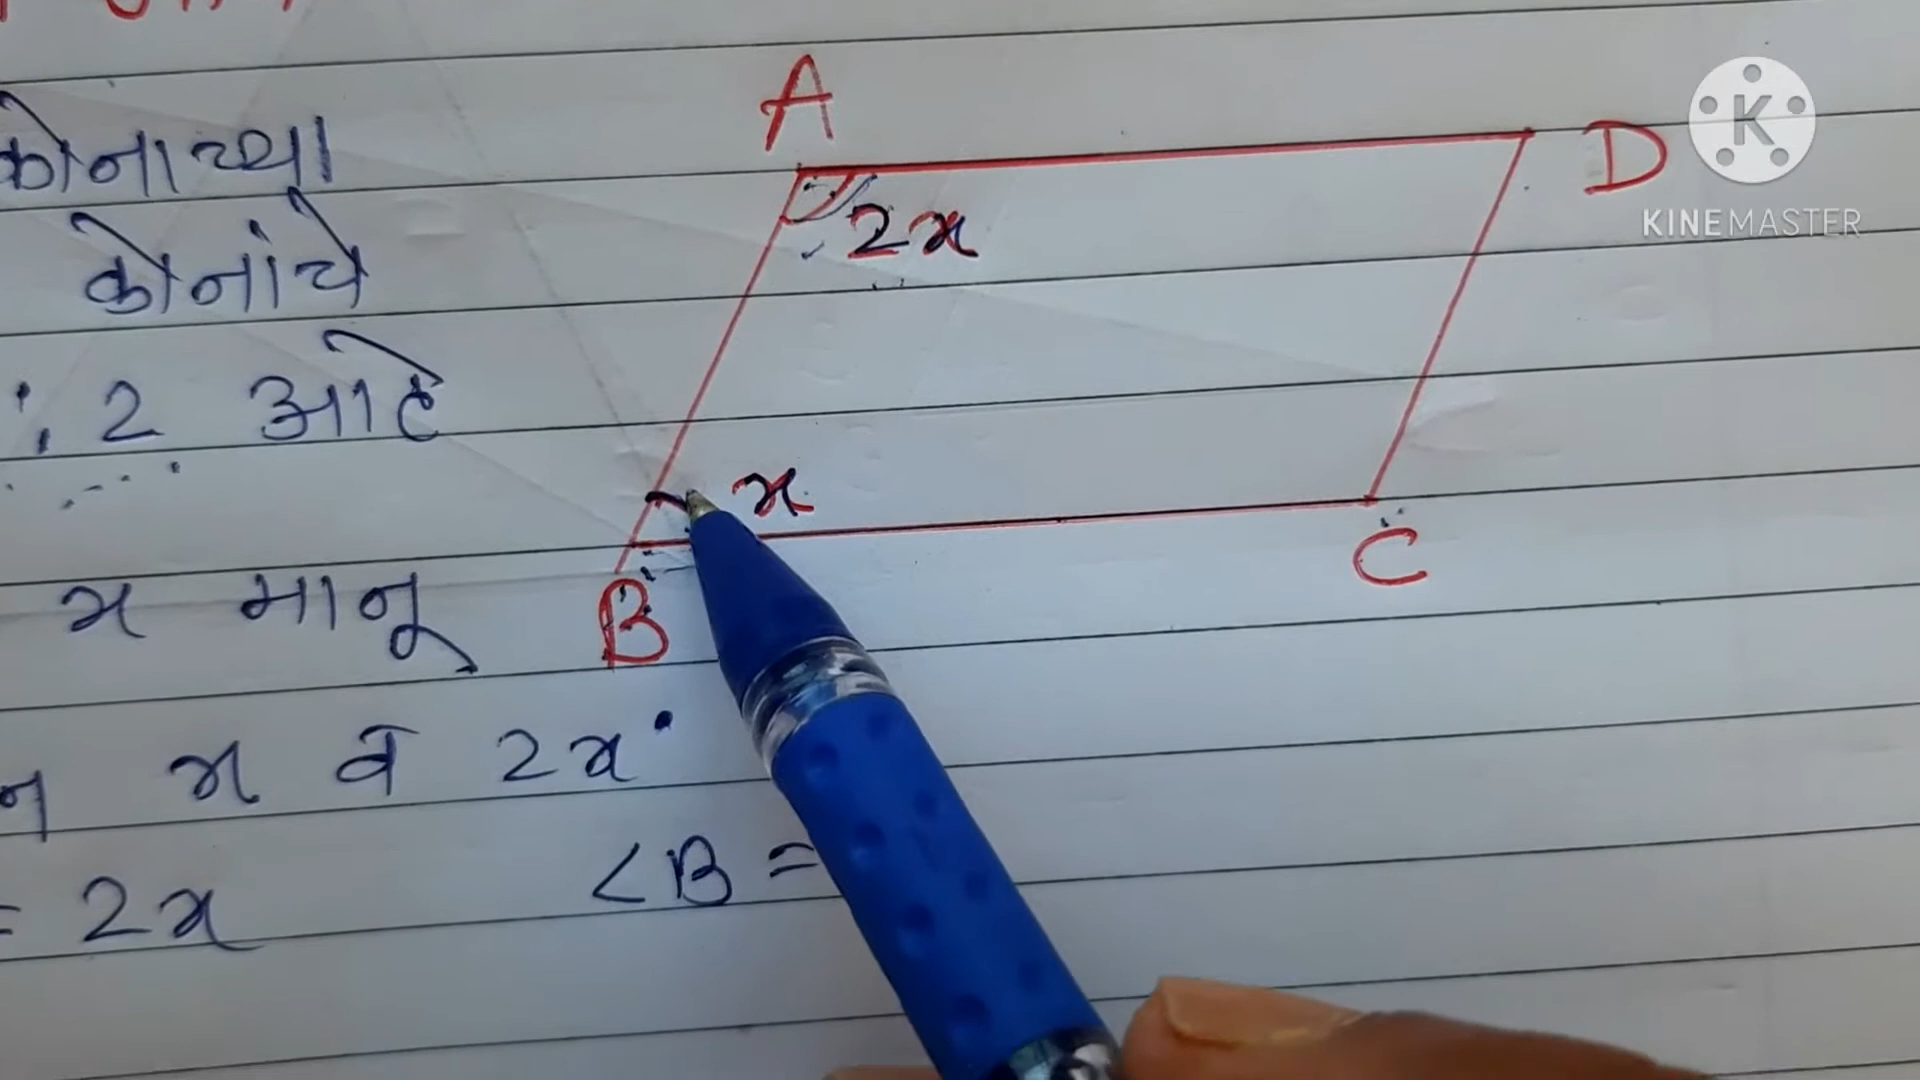 A
D
K
KINEMASTER
कोनाच्या
2x
कोनांचे
: 2 आहे
x
C
x मानू
B
न x व 2x
= 2x <B =